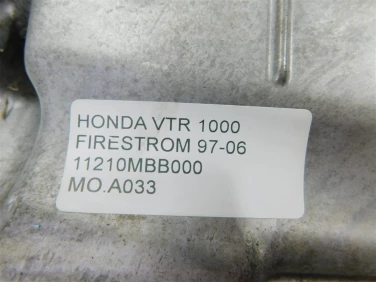 HONDA VTR 1000
FIRESTROM 97-06
11210MBB000
MO.A033